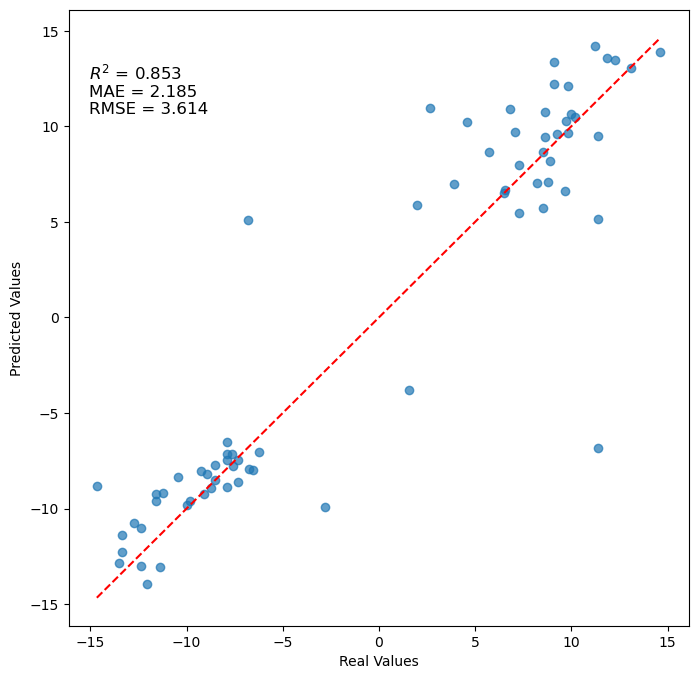 R² = 0.853
MAE = 2.185
RMSE = 3.614
15
10
5
0
−5
−10
−15
Predicted Values
−15 −10 −5 0 5 10 15
Real Values